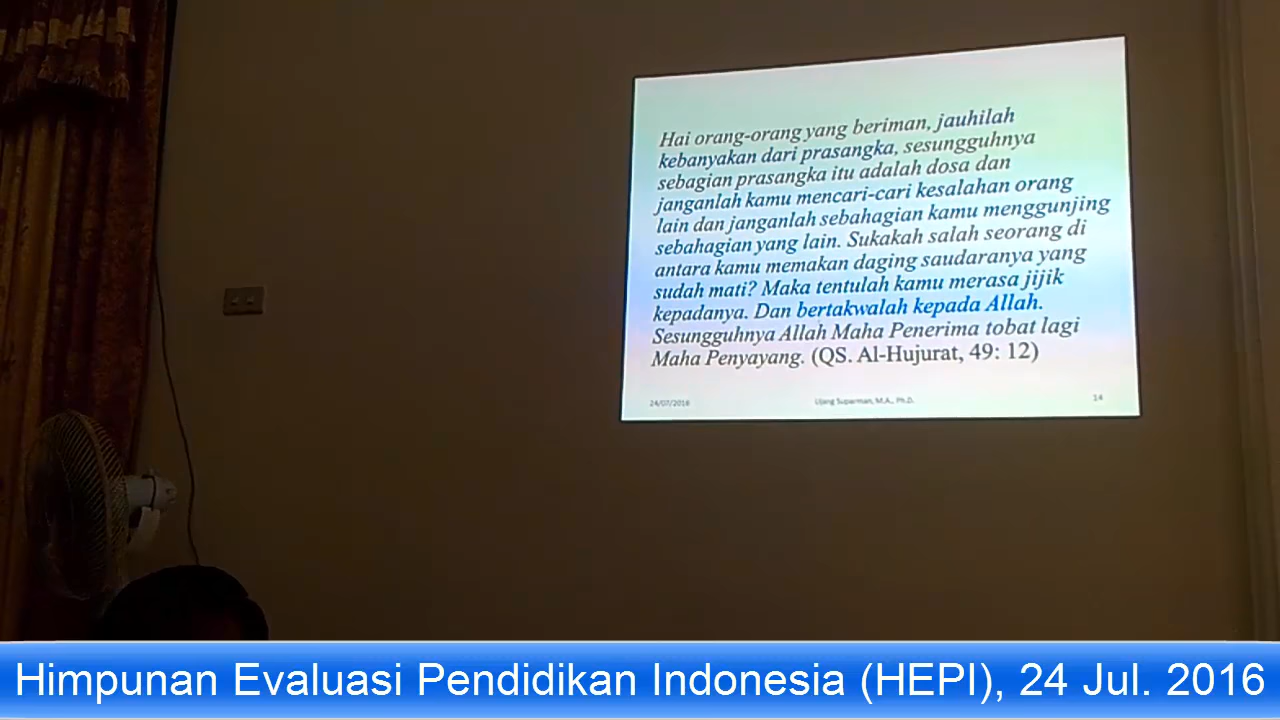 Hai orang-orang yang beriman, jauhilah
kebanyakan dari prasangka, sesungguhnya
sebagian prasangka itu adalah dosa dan
janganlah kamu mencari-cari kesalahan orang
lain dan janganlah sebahagian kamu menggunjing
sebahagian yang lain. Sukakah salah seorang di
antara kamu memakan daging saudaranya yang
sudah mati? Maka tentulah kamu merasa jijik
kepadanya. Dan bertakwalah kepada Allah.
Sesungguhnya Allah Maha Penerima tobat lagi
Maha Penyayang. (QS. Al-Hujurat, 49: 12)
24/07/2016 Ujang Suparman, M.A., Ph.D. 14
Himpunan Evaluasi Pendidikan Indonesia (HEPI), 24 Jul. 2016